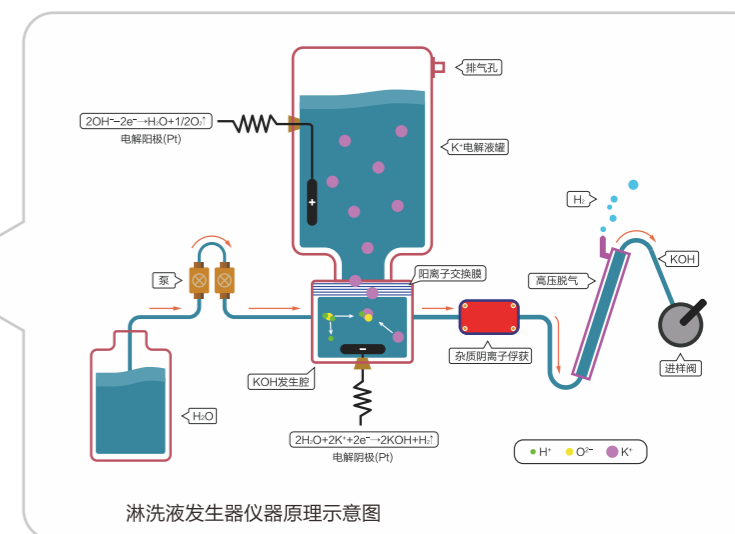 排气孔
2OH⁻–2e⁻→H₂O+1/2O₂↑
电解阳极(Pt)
K⁺电解液罐
H₂
泵
阳离子交换膜
高压脱气
KOH
杂质阴离子俘获
进样阀
KOH发生腔
H₂O
2H₂O+2K⁺+2e⁻→2KOH+H₂↑
电解阴极(Pt)
H⁺ O²⁻ K⁺
淋洗液发生器仪器原理示意图